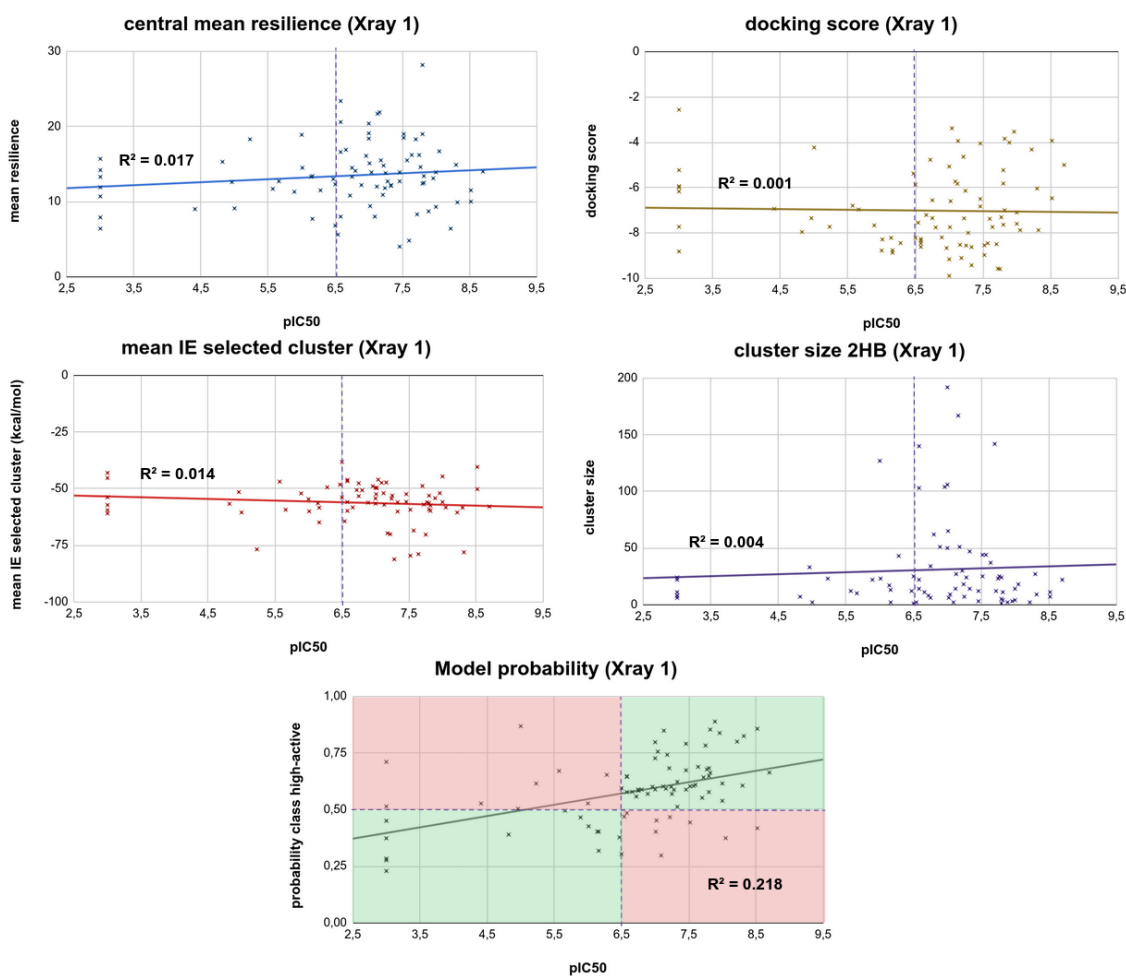 central mean resilience (Xray 1)
mean resilience
30
20
10
0
R² = 0.017
2,5 3,5 4,5 5,5 6,5 7,5 8,5 9,5
pIC50
docking score (Xray 1)
docking score
0
-2
-4
-6
-8
-10
R² = 0.001
2,5 3,5 4,5 5,5 6,5 7,5 8,5 9,5
pIC50
mean IE selected cluster (Xray 1)
mean IE selected cluster (kcal/mol)
0
-25
-50
-75
-100
R² = 0.014
2,5 3,5 4,5 5,5 6,5 7,5 8,5 9,5
pIC50
cluster size 2HB (Xray 1)
cluster size
200
150
100
50
0
R² = 0.004
2,5 3,5 4,5 5,5 6,5 7,5 8,5 9,5
pIC50
Model probability (Xray 1)
probability class high-active
1,00
0,75
0,50
0,25
0,00
R² = 0.218
2,5 3,5 4,5 5,5 6,5 7,5 8,5 9,5
pIC50